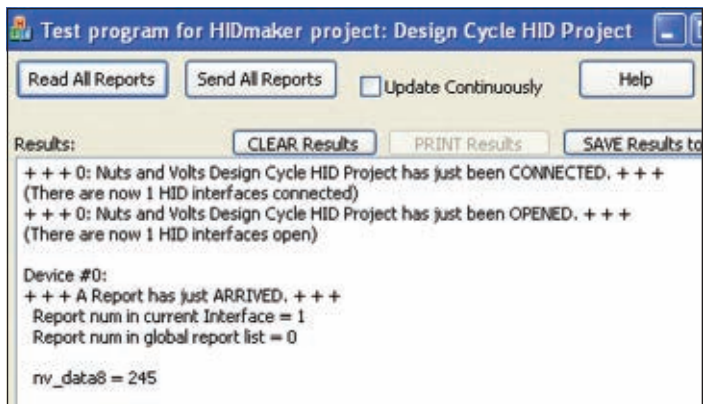 Test program for HIDmaker project: Design Cycle HID Project
Read All Reports Send All Reports Update Continuously Help
Results: CLEAR Results PRINT Results SAVE Results to
+ + + 0: Nuts and Volts Design Cycle HID Project has just been CONNECTED. + + +
(There are now 1 HID interfaces connected)
+ + + 0: Nuts and Volts Design Cycle HID Project has just been OPENED. + + +
(There are now 1 HID interfaces open)
Device #0:
+ + + A Report has just ARRIVED. + + +
Report num in current Interface = 1
Report num in global report list = 0
nv_data8 = 245